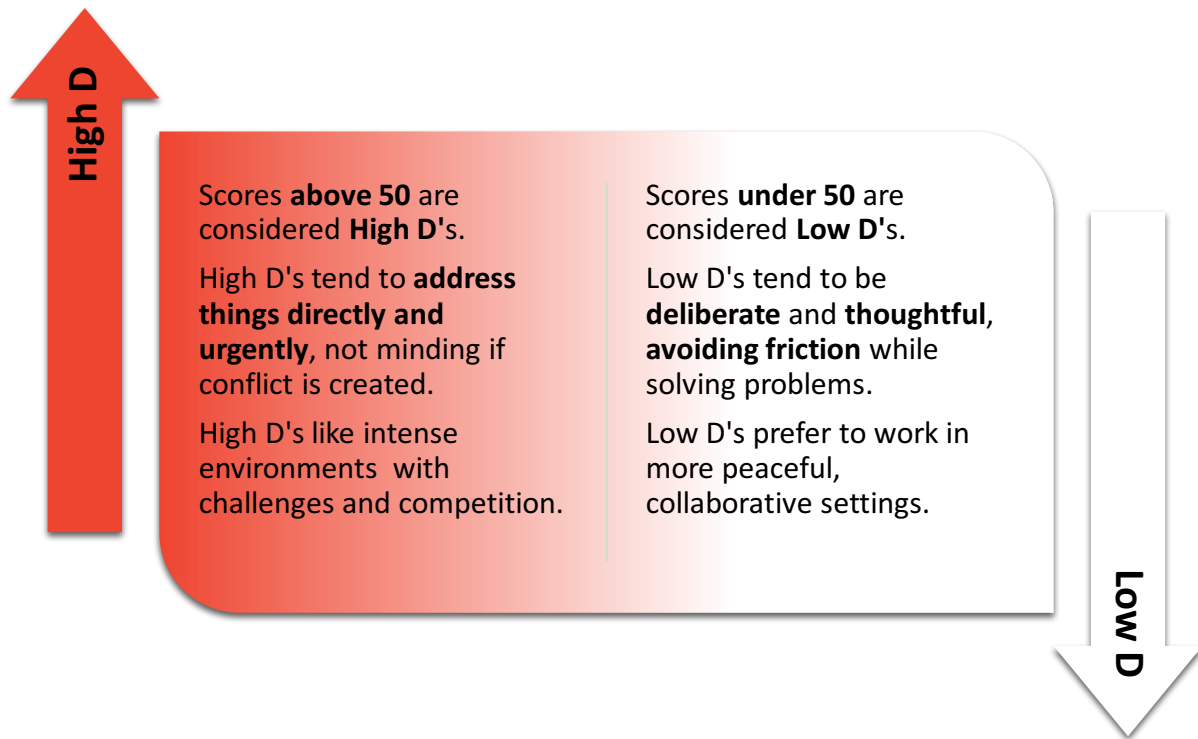 High D
Scores above 50 are
considered High D's.
High D's tend to address
things directly and
urgently, not minding if
conflict is created.
High D's like intense
environments  with
challenges and competition.
Scores under 50 are
considered Low D's.
Low D's tend to be
deliberate and thoughtful,
avoiding friction while
solving problems.
Low D's prefer to work in
more peaceful,
collaborative settings.
Low D